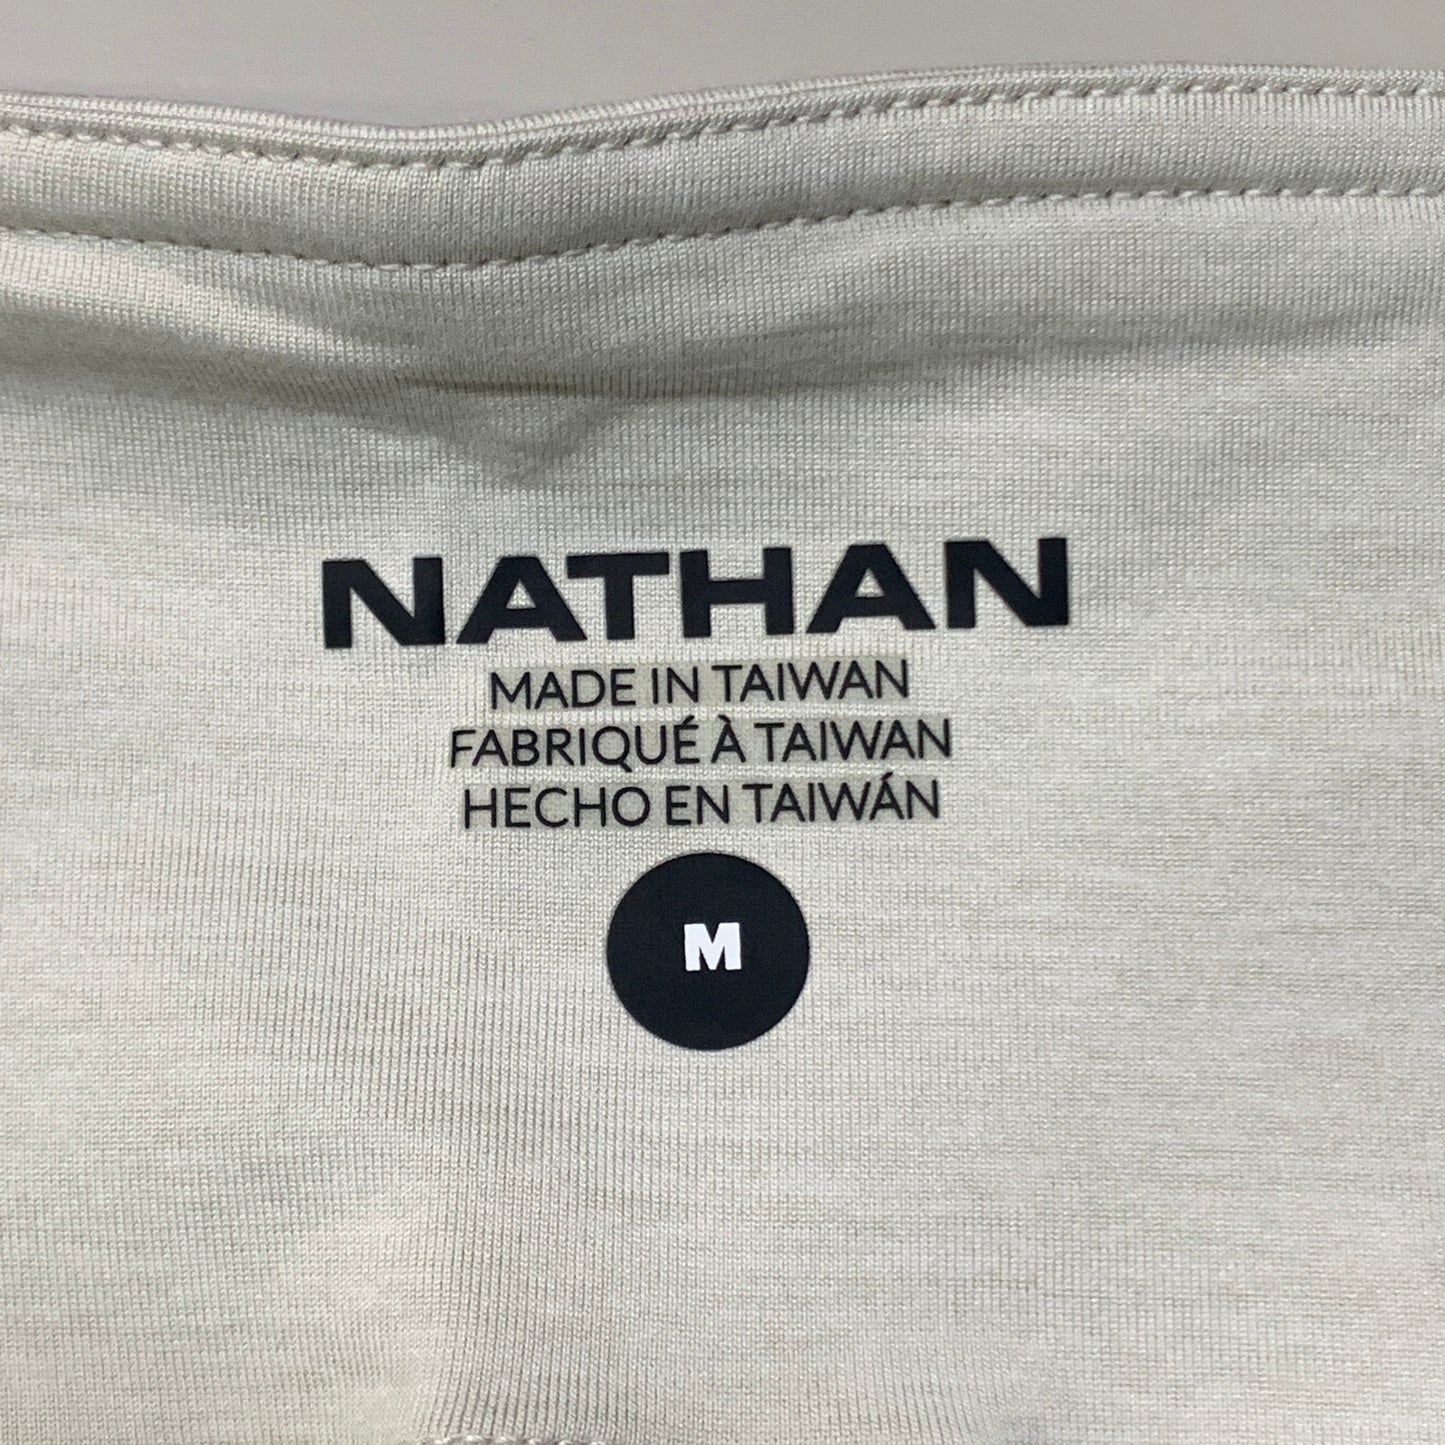 NATHAN
MADE IN TAIWAN
FABRIQUÉ À TAIWAN
HECHO EN TAIWÁN
M